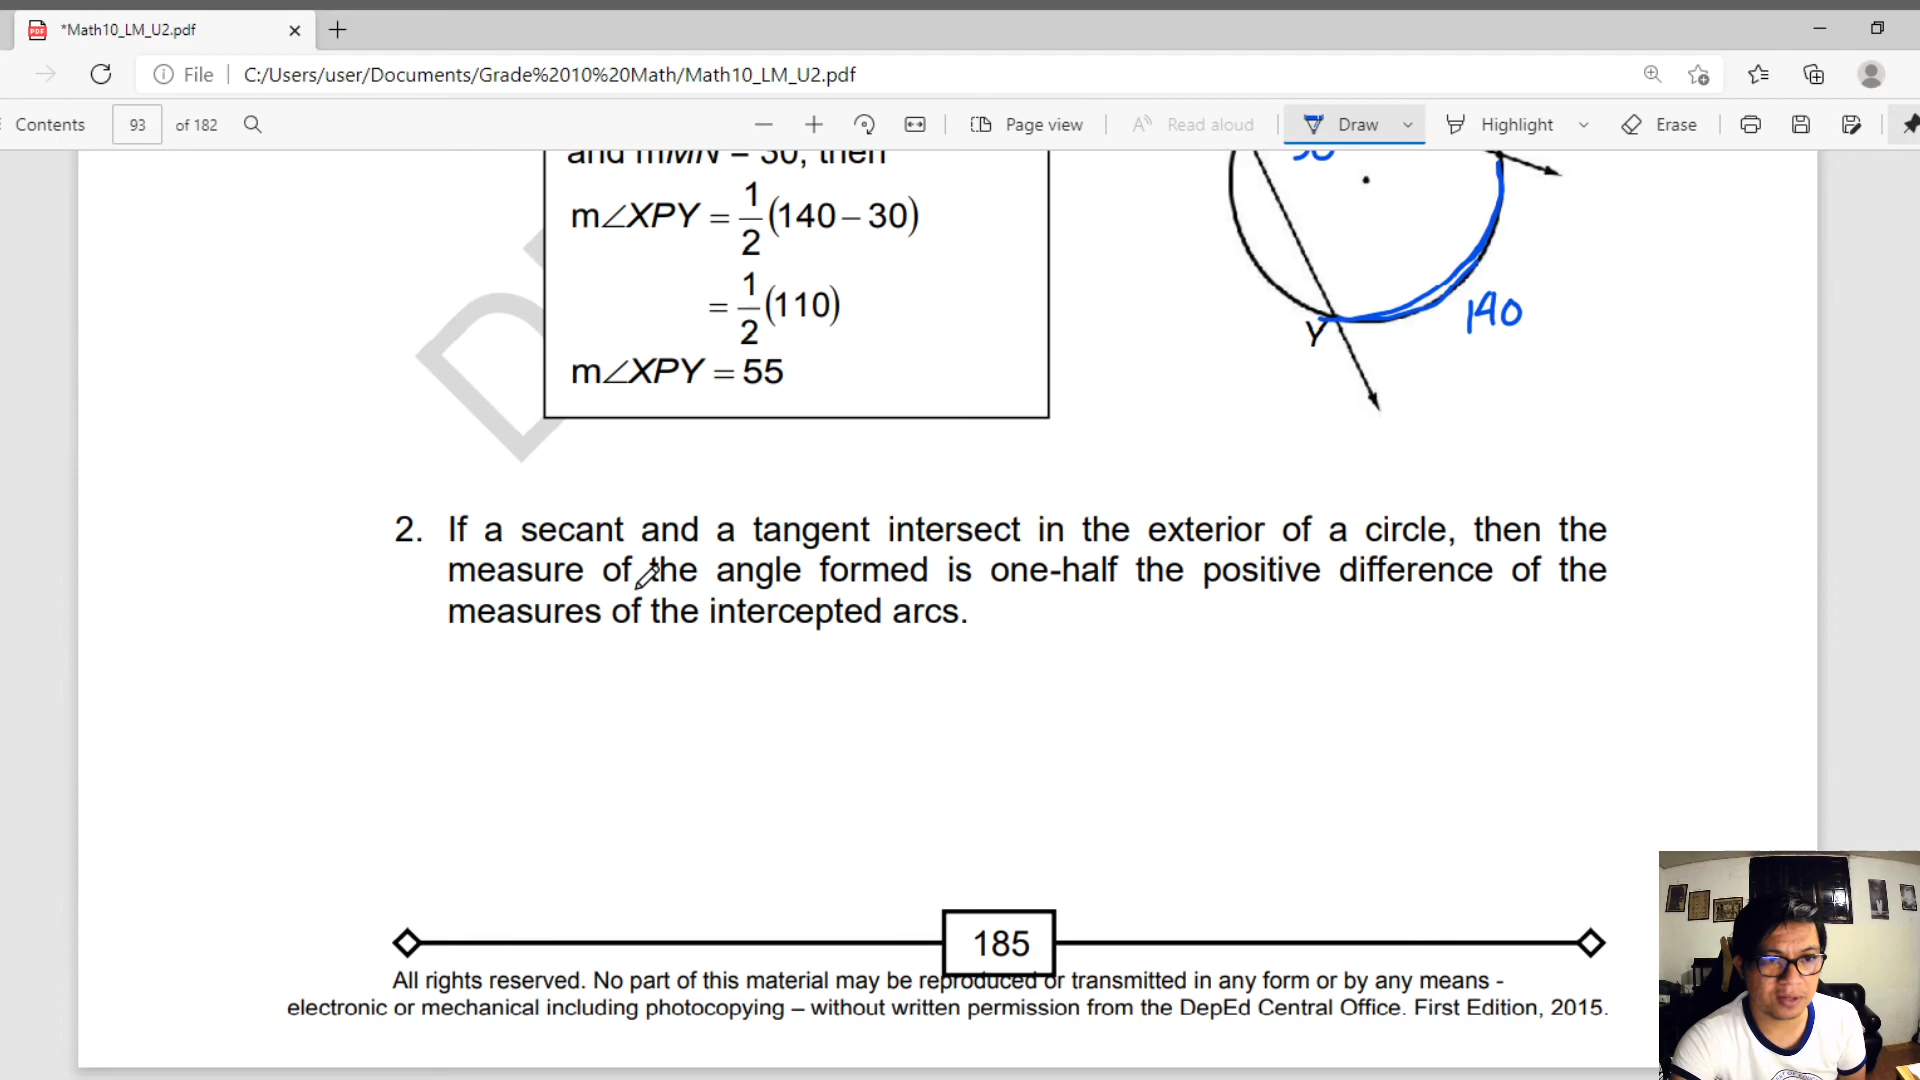 *Math10_LM_U2.pdf
File
C:/Users/user/Documents/Grade%2010%20Math/Math10_LM_U2.pdf
Contents 93 of 182
Page view
Read aloud
Draw
Highlight
Erase
and mMN = 30, then
m∠XPY = 1/2 (140 – 30)
= 1/2 (110)
m∠XPY = 55
Y
140
2. If a secant and a tangent intersect in the exterior of a circle, then the
measure of the angle formed is one-half the positive difference of the
measures of the intercepted arcs.
185
All rights reserved. No part of this material may be reproduced or transmitted in any form or by any means -
electronic or mechanical including photocopying – without written permission from the DepEd Central Office. First Edition, 2015.